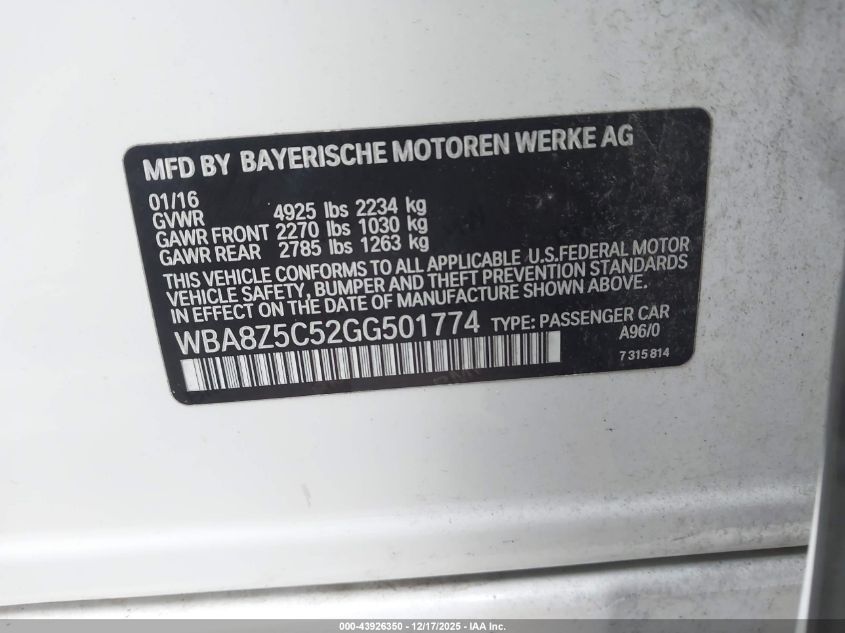 MFD BY BAYERISCHE MOTOREN WERKE AG
01/16
GVWR 4925 lbs 2234 kg
GAWR FRONT 2270 lbs 1030 kg
GAWR REAR 2785 lbs 1263 kg
THIS VEHICLE CONFORMS TO ALL APPLICABLE U.S.FEDERAL MOTOR
VEHICLE SAFETY, BUMPER AND THEFT PREVENTION STANDARDS
IN EFFECT ON THE DATE OF MANUFACTURE SHOWN ABOVE.
WBA8Z5C52GG501774 TYPE: PASSENGER CAR
A96/0
7 315 814
000-43926350 - 12/17/2025 - IAA Inc.